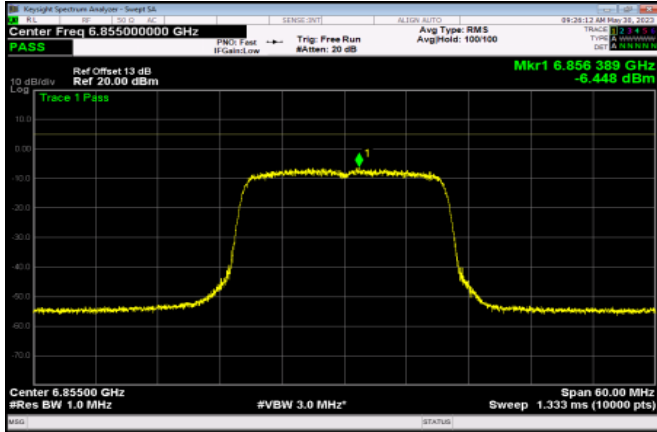 Keysight Spectrum Analyzer - Swept SA
RL RF 50 Ω AC SENSE:INT ALIGN AUTO 09:26:12 AM May 30, 2023
Center Freq 6.855000000 GHz Avg Type: RMS TRACE 1 2 3 4 5 6
PNO: Fast Trig: Free Run Avg|Hold: 100/100 TYPE A WWWWW
PASS IFGain:Low #Atten: 20 dB DET A N N N N N
Mkr1 6.856 389 GHz
Ref Offset 13 dB -6.448 dBm
10 dB/div Ref 20.00 dBm
Log
Trace 1 Pass
10.0
1
0.00
-10.0
-20.0
-30.0
-40.0
-50.0
-60.0
-70.0
Center 6.85500 GHz Span 60.00 MHz
#Res BW 1.0 MHz #VBW 3.0 MHz* Sweep 1.333 ms (10000 pts)
MSG STATUS